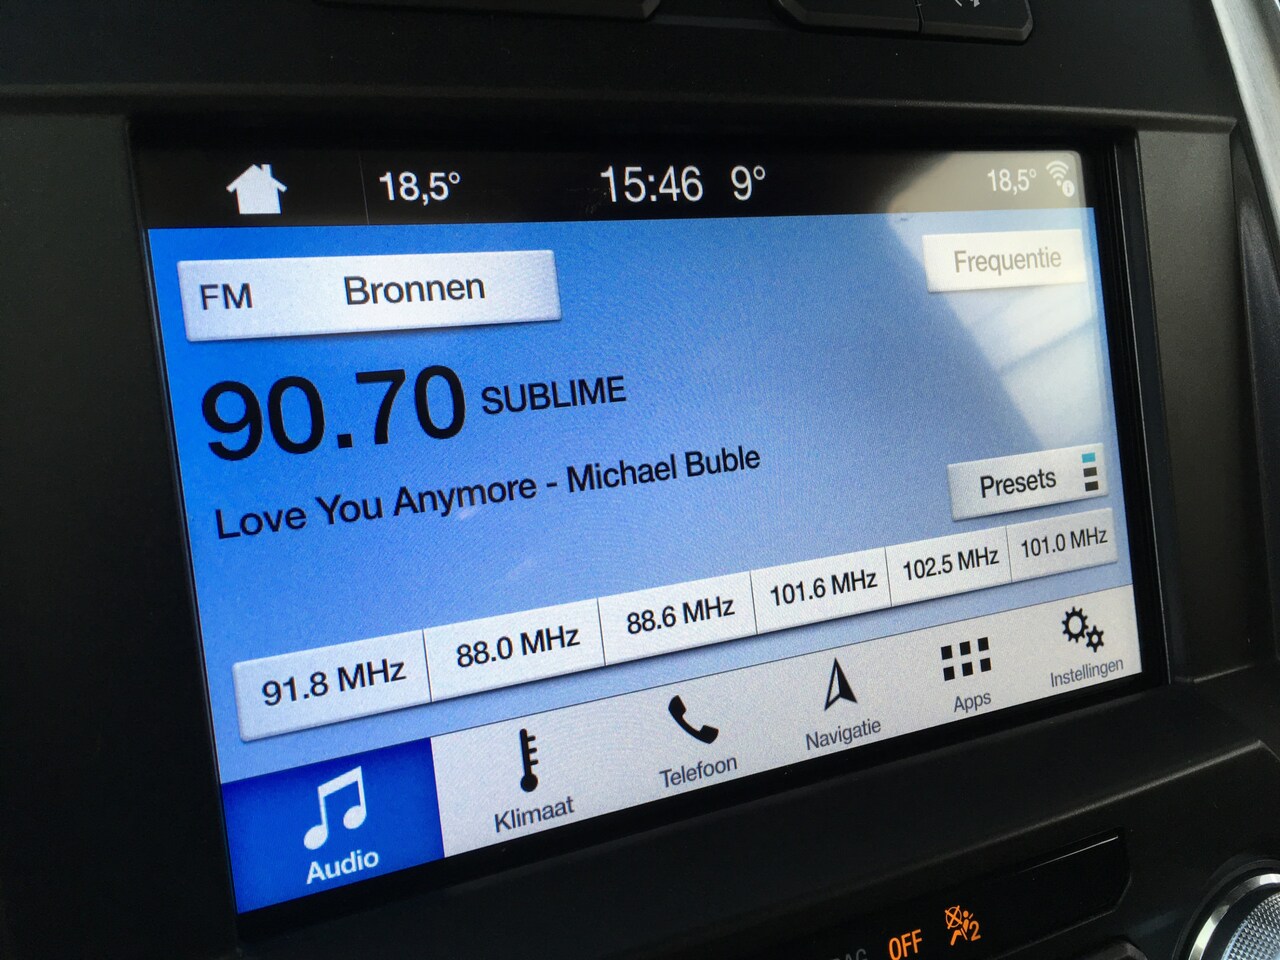 18,5° 15:46 9° 18,5°
FM Bronnen
Frequentie
90.70 SUBLIME
Love You Anymore - Michael Buble
Presets
91.8 MHz 88.0 MHz 88.6 MHz 101.6 MHz 102.5 MHz 101.0 MHz
Audio Klimaat Telefoon Navigatie Apps Instellingen
OFF 2